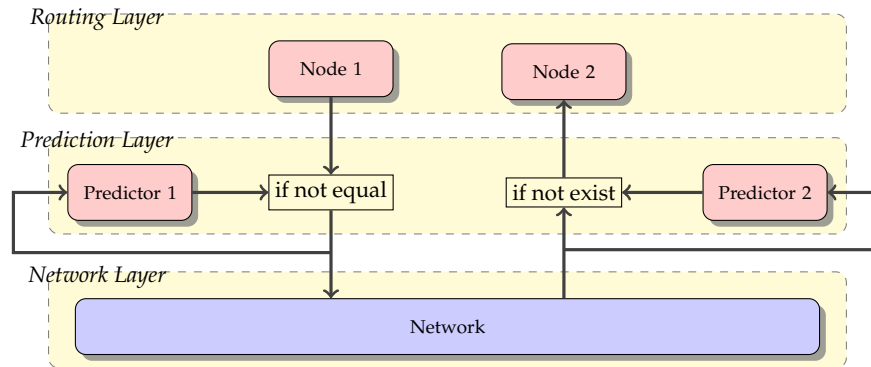 Routing Layer
Node 1
Node 2
Prediction Layer
Predictor 1
if not equal
if not exist
Predictor 2
Network Layer
Network